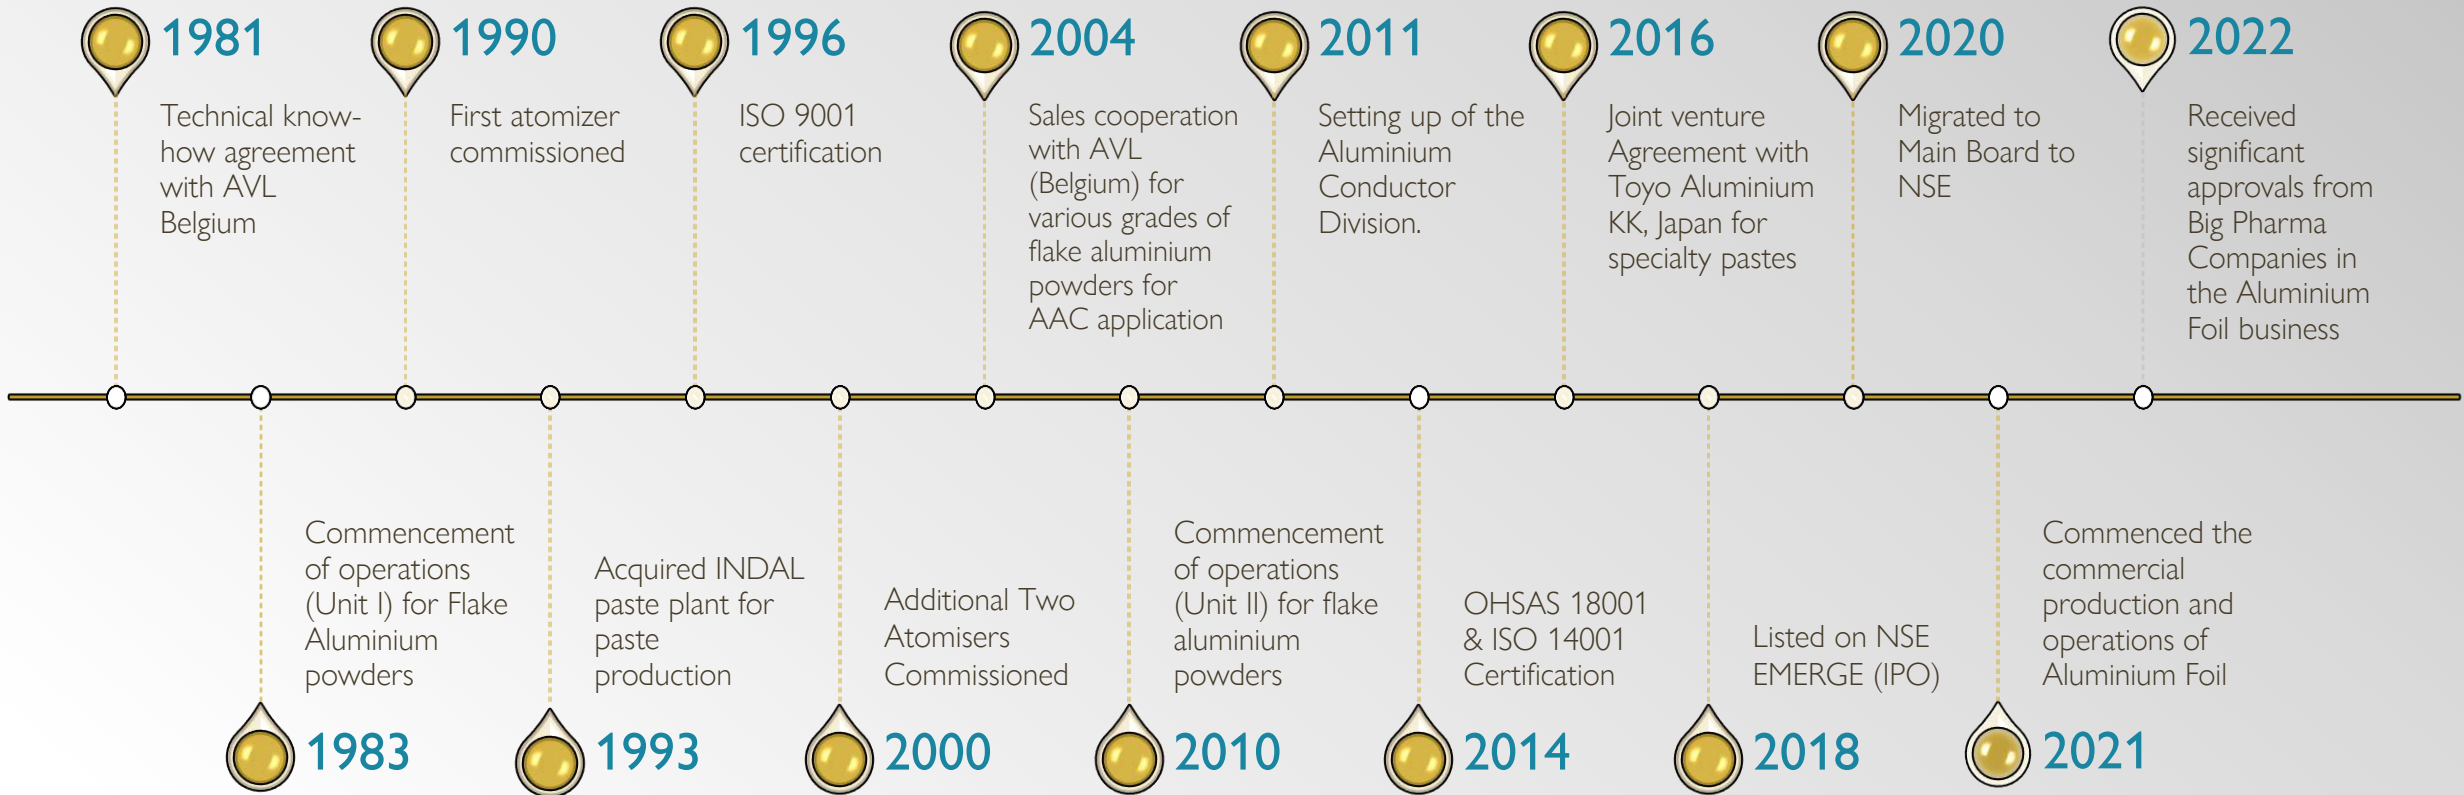 1981
Technical know-
how agreement
with AVL
Belgium
1990
First atomizer
commissioned
1996
ISO 9001
certification
2004
Sales cooperation
with AVL
(Belgium) for
various grades of
flake aluminium
powders for
AAC application
2011
Setting up of the
Aluminium
Conductor
Division.
2016
Joint venture
Agreement with
Toyo Aluminium
KK, Japan for
specialty pastes
2020
Migrated to
Main Board to
NSE
2022
Received
significant
approvals from
Big Pharma
Companies in
the Aluminium
Foil business
Commencement
of operations
(Unit I) for Flake
Aluminium
powders
1983
Acquired INDAL
paste plant for
paste
production
1993
Additional Two
Atomisers
Commissioned
2000
Commencement
of operations
(Unit II) for flake
aluminium
powders
2010
OHSAS 18001
& ISO 14001
Certification
2014
Listed on NSE
EMERGE (IPO)
2018
Commenced the
commercial
production and
operations of
Aluminium Foil
2021